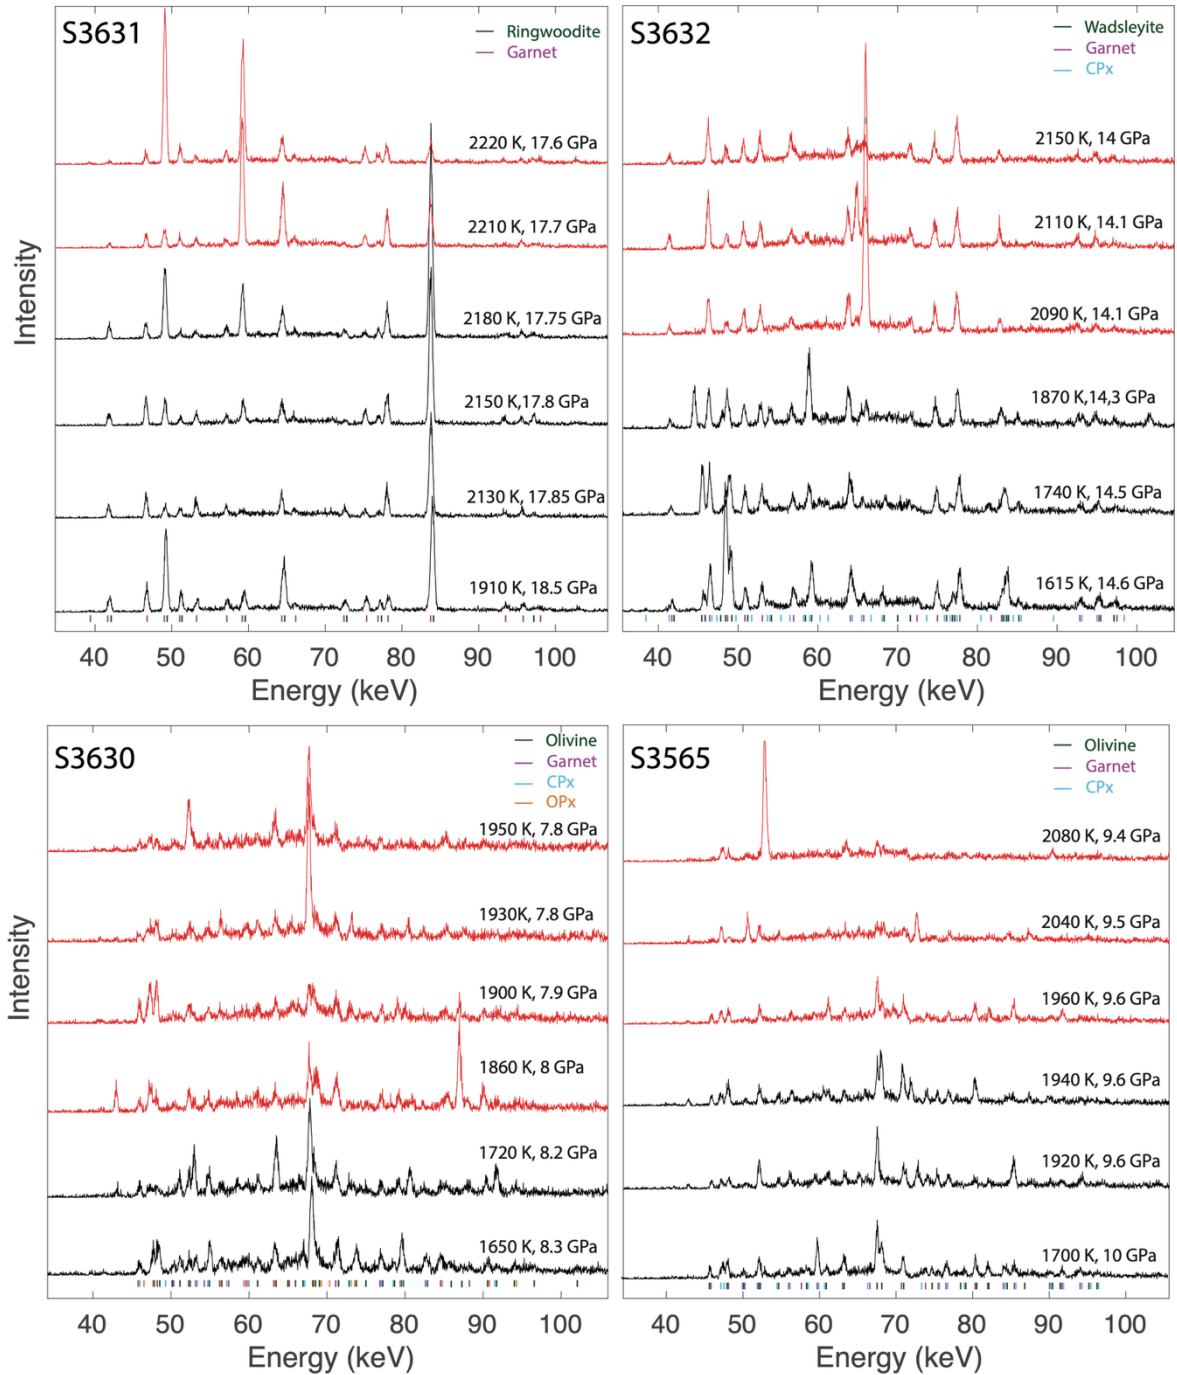 S3631
Ringwoodite
Garnet
2220 K, 17.6 GPa
2210 K, 17.7 GPa
2180 K, 17.75 GPa
2150 K,17.8 GPa
2130 K, 17.85 GPa
1910 K, 18.5 GPa
Intensity
40 50 60 70 80 90 100
Energy (keV)
S3632
Wadsleyite
Garnet
CPx
2150 K, 14 GPa
2110 K, 14.1 GPa
2090 K, 14.1 GPa
1870 K,14,3 GPa
1740 K, 14.5 GPa
1615 K, 14.6 GPa
40 50 60 70 80 90 100
Energy (keV)
S3630
Olivine
Garnet
CPx
OPx
1950 K, 7.8 GPa
1930K, 7.8 GPa
1900 K, 7.9 GPa
1860 K, 8 GPa
1720 K, 8.2 GPa
1650 K, 8.3 GPa
Intensity
40 50 60 70 80 90 100
Energy (keV)
S3565
Olivine
Garnet
CPx
2080 K, 9.4 GPa
2040 K, 9.5 GPa
1960 K, 9.6 GPa
1940 K, 9.6 GPa
1920 K, 9.6 GPa
1700 K, 10 GPa
40 50 60 70 80 90 100
Energy (keV)